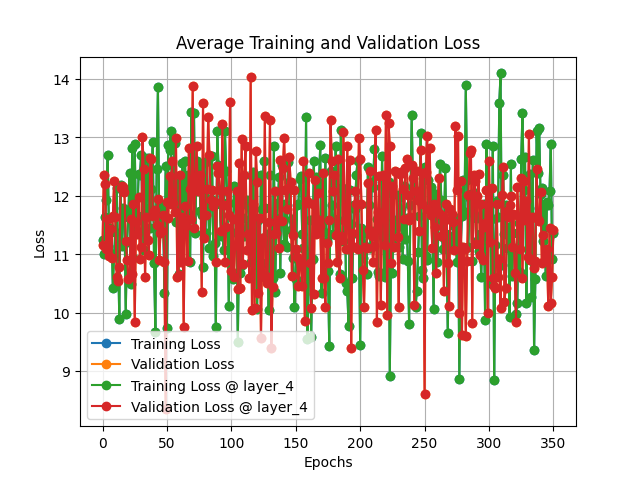 Average Training and Validation Loss
Loss
14
13
12
11
10
9
Training Loss
Validation Loss
Training Loss @ layer_4
Validation Loss @ layer_4
0 50 100 150 200 250 300 350
Epochs